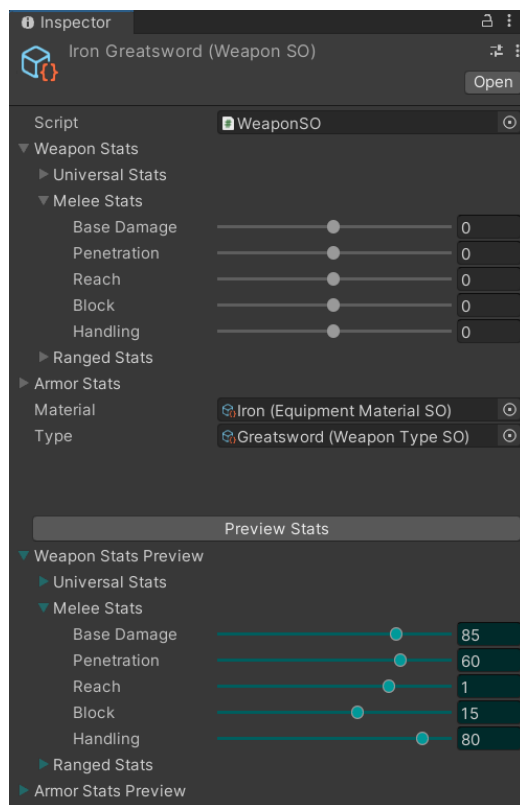 Inspector
Iron Greatsword (Weapon SO)
Open
Script WeaponSO
Weapon Stats
Universal Stats
Melee Stats
Base Damage 0
Penetration 0
Reach 0
Block 0
Handling 0
Ranged Stats
Armor Stats
Material Iron (Equipment Material SO)
Type Greatsword (Weapon Type SO)
Preview Stats
Weapon Stats Preview
Universal Stats
Melee Stats
Base Damage 85
Penetration 60
Reach 1
Block 15
Handling 80
Ranged Stats
Armor Stats Preview